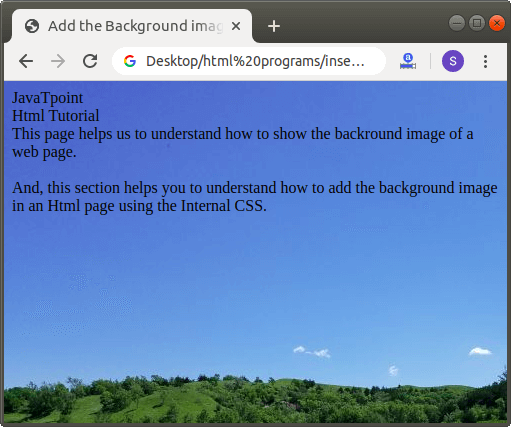 Add the Background imag
Desktop/html%20programs/inse...
a
S
JavaTpoint
Html Tutorial
This page helps us to understand how to show the backround image of a
web page.
And, this section helps you to understand how to add the background image
in an Html page using the Internal CSS.